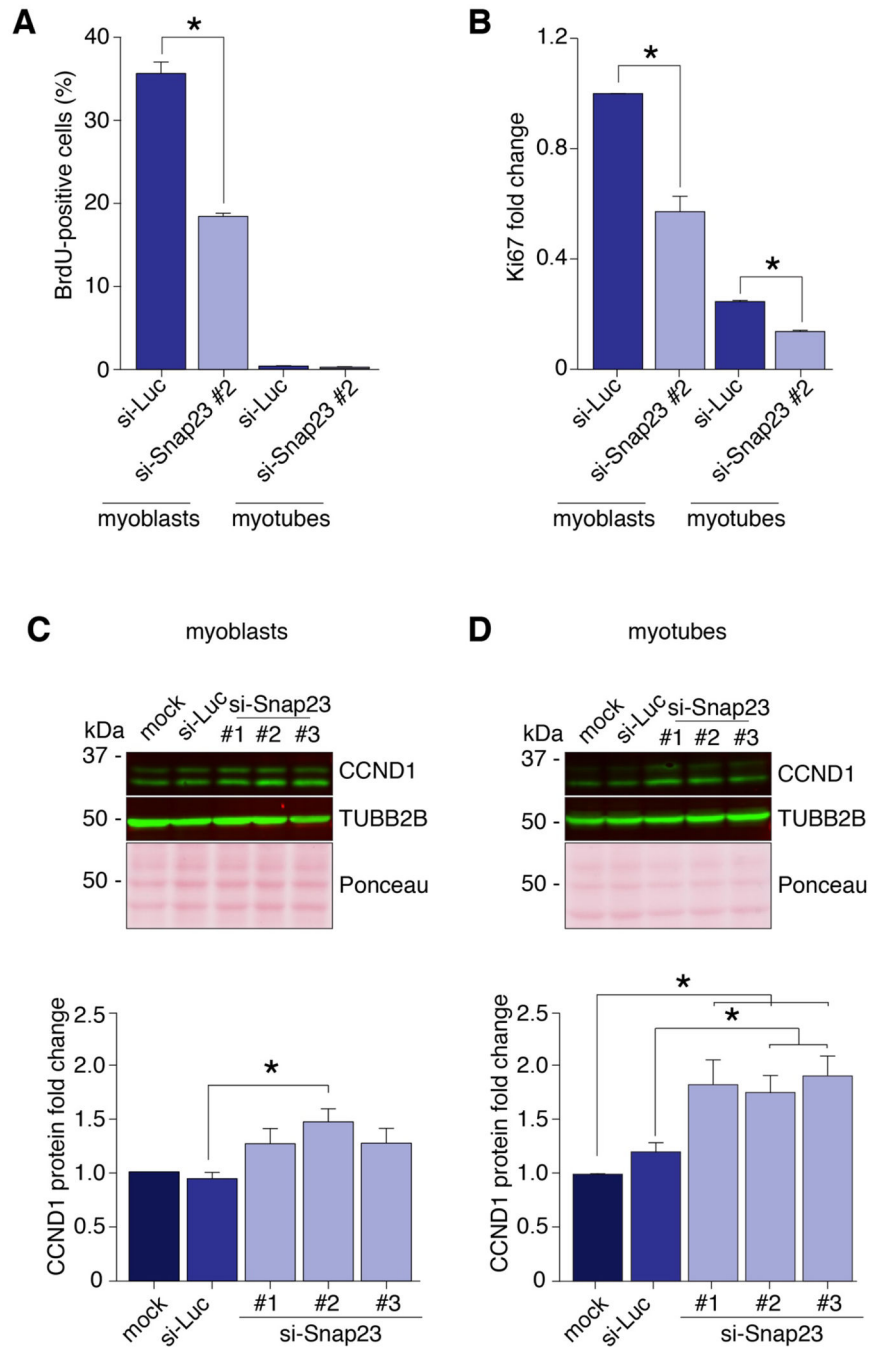 A
BrdU-positive cells (%)
40
30
20
10
0
*
si-Luc
si-Snap23 #2
si-Luc
si-Snap23 #2
myoblasts
myotubes
B
Ki67 fold change
1.2
0.8
0.4
0
*
*
si-Luc
si-Snap23 #2
si-Luc
si-Snap23 #2
myoblasts
myotubes
C
myoblasts
kDa
mock
si-Luc
si-Snap23
#1 #2 #3
37 -
CCND1
50 -
TUBB2B
50 -
Ponceau
CCND1 protein fold change
2.5
2.0
1.5
1.0
0.5
0
*
mock
si-Luc
#1 #2 #3
si-Snap23
D
myotubes
kDa
mock
si-Luc
si-Snap23
#1 #2 #3
37 -
CCND1
50 -
TUBB2B
50 -
Ponceau
CCND1 protein fold change
2.5
2.0
1.5
1.0
0.5
0
*
*
mock
si-Luc
#1 #2 #3
si-Snap23